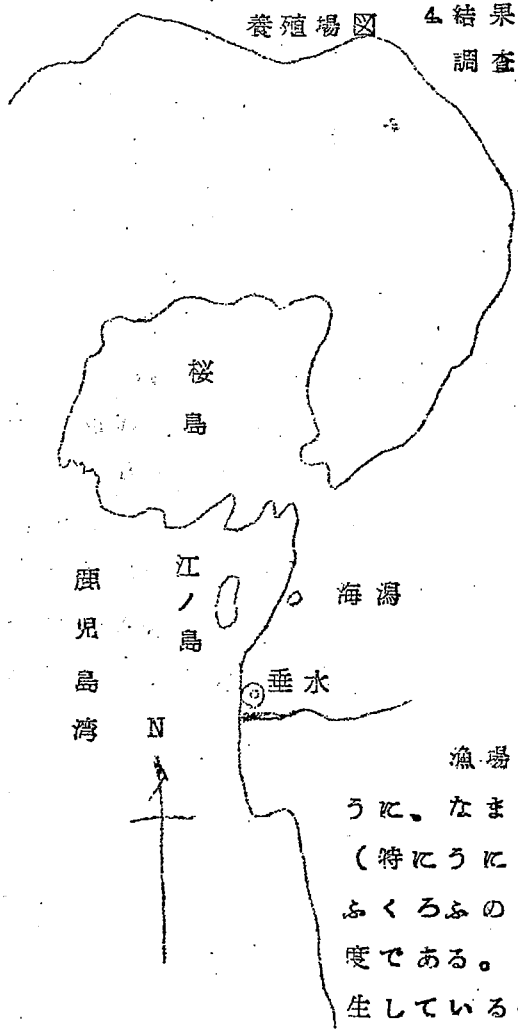 養殖場図
4.結果
調査
桜島
鹿児島湾
江ノ島
海潟
垂水
N
漁場
うに、なま
(特にうに
ふくろふの
度である。
生している